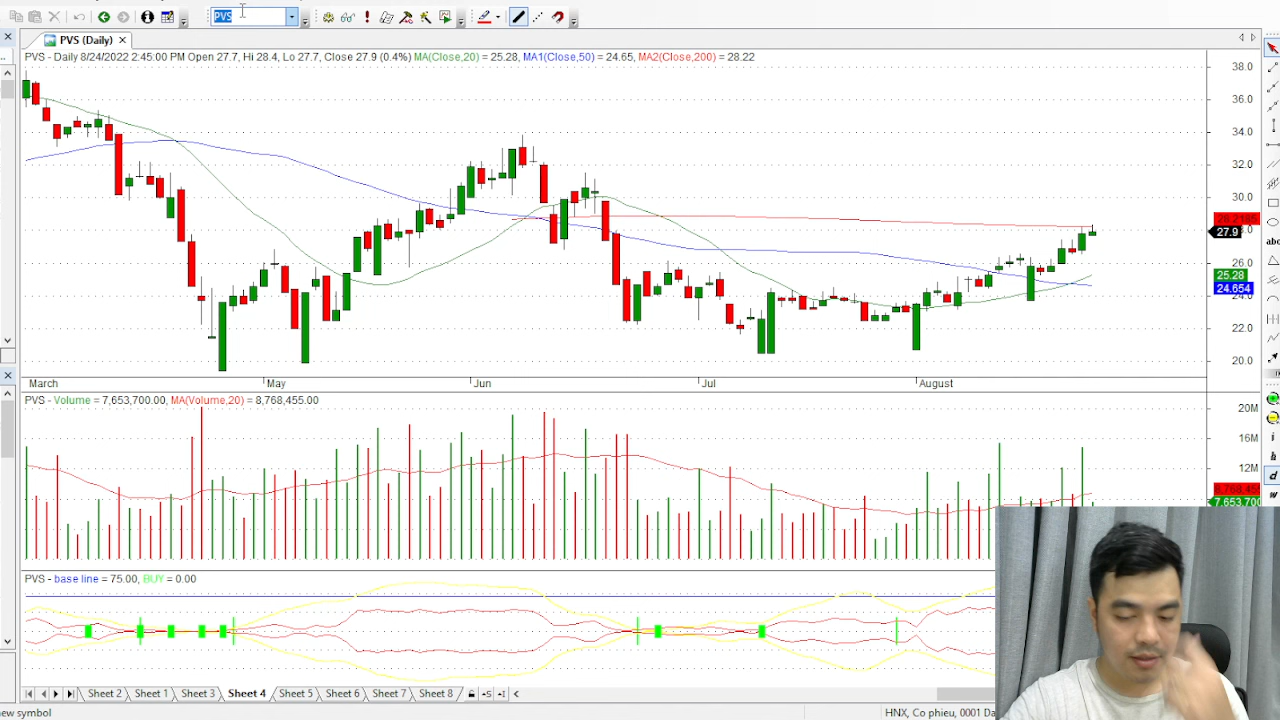 PVS
PVS (Daily)
PVS - Daily 8/24/2022 2:45:00 PM Open 27.7, Hi 28.4, Lo 27.7, Close 27.9 (0.4%) MA(Close,20) = 25.28, MA1(Close,50) = 24.65, MA2(Close,200) = 28.22
38.0
36.0
34.0
32.0
30.0
27.9
26.0
25.28
24.654
24.0
22.0
20.0
March
May
Jun
Jul
August
PVS - Volume = 7,653,700.00, MA(Volume,20) = 8,768,455.00
20M
16M
12M
7,653,700
PVS - base line = 75.00, BUY = 0.00
Sheet 2
Sheet 1
Sheet 3
Sheet 4
Sheet 5
Sheet 6
Sheet 7
Sheet 8
HNX, Co phieu, 0001 Da
abc
i
h
d
w